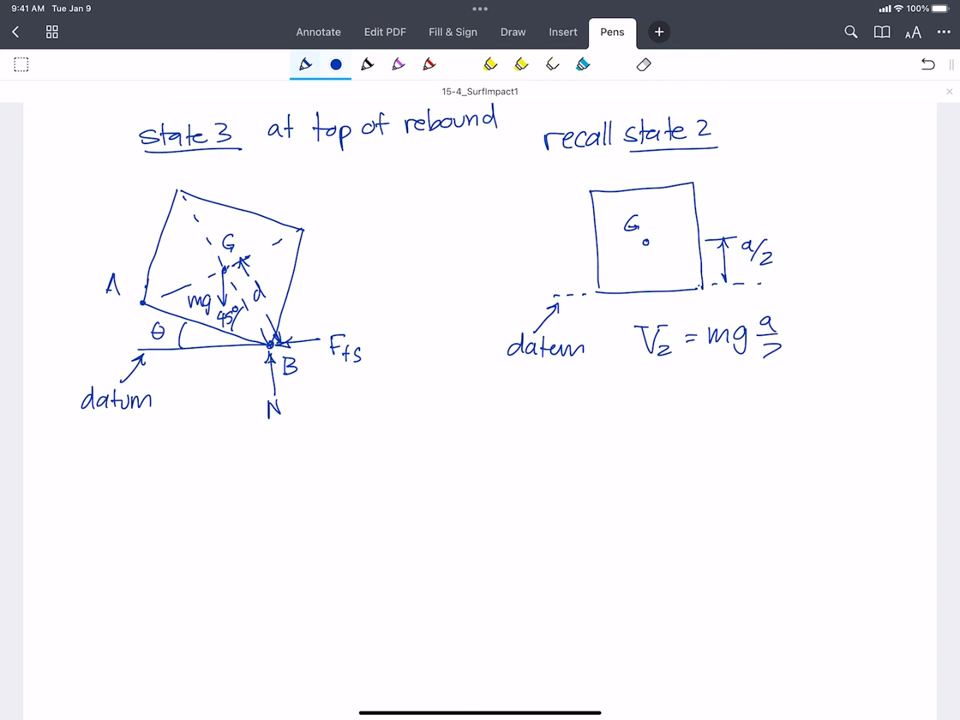 9:41 AM Tue Jan 9
100%
Annotate Edit PDF Fill & Sign Draw Insert Pens
AA
15-4_SurfImpact1
state 3 at top of rebound
recall state 2
G
A
mg
45°
d
θ
B
Ffs
N
datum
G
a/2
datum
V2 = mg a/2